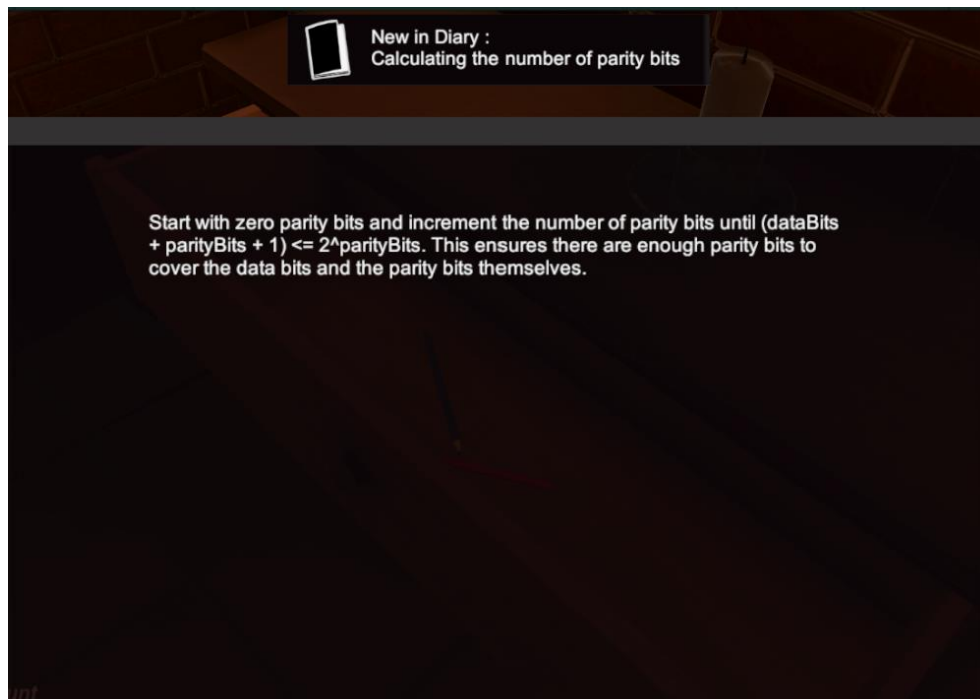 New in Diary :
Calculating the number of parity bits
Start with zero parity bits and increment the number of parity bits until (dataBits
+ parityBits + 1) <= 2^parityBits. This ensures there are enough parity bits to
cover the data bits and the parity bits themselves.